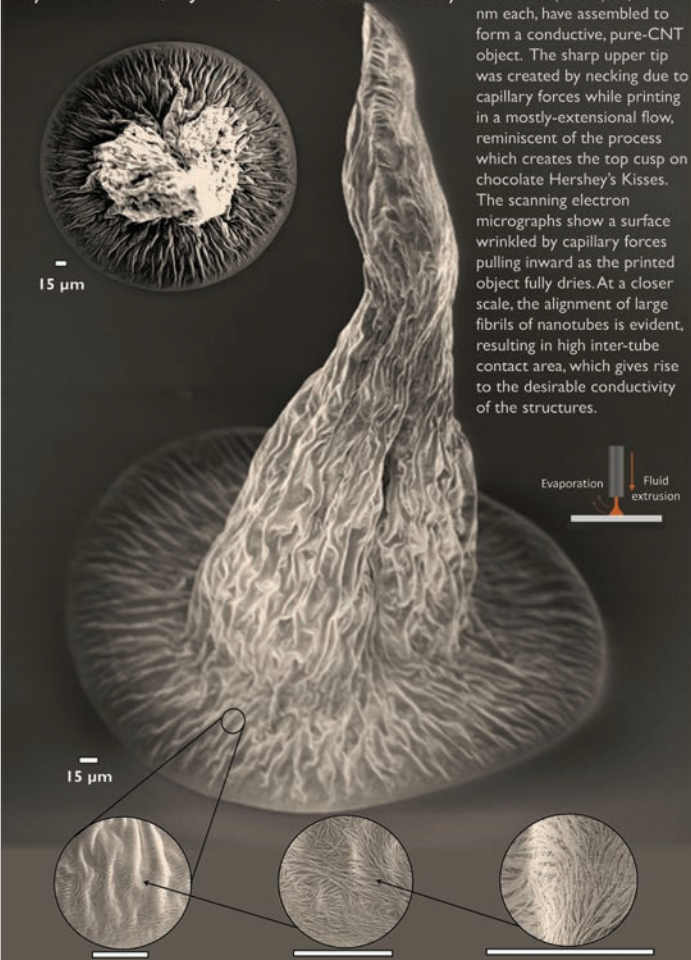 nm each, have assembled to
form a conductive, pure-CNT
object. The sharp upper tip
was created by necking due to
capillary forces while printing
in a mostly-extensional flow,
reminiscent of the process
which creates the top cusp on
chocolate Hershey's Kisses.
The scanning electron
micrographs show a surface
wrinkled by capillary forces
pulling inward as the printed
object fully dries. At a closer
scale, the alignment of large
fibrils of nanotubes is evident,
resulting in high inter-tube
contact area, which gives rise
to the desirable conductivity
of the structures.
15 μm
Evaporation
Fluid
extrusion
15 μm